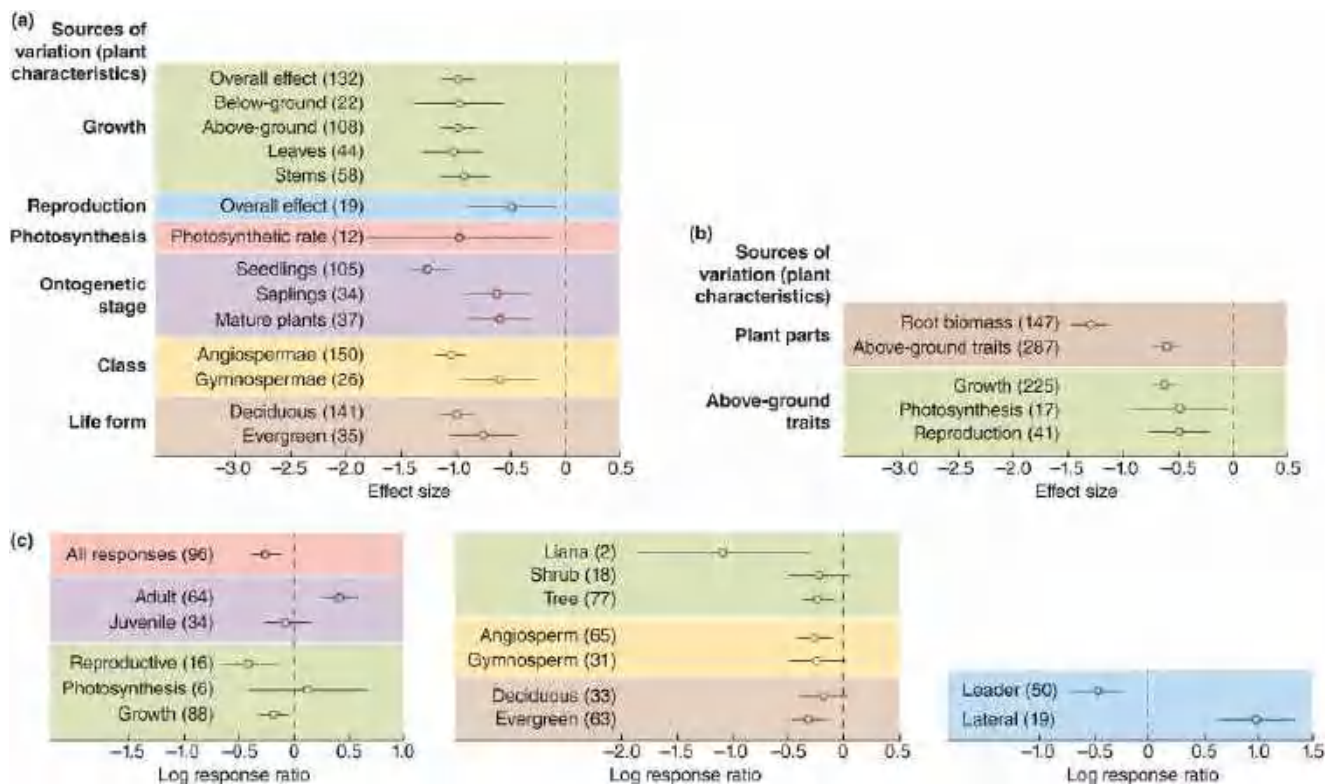 (a)
Sources of
variation (plant
characteristics)
Overall effect (132)
Below-ground (22)
Growth
Above-ground (108)
Leaves (44)
Stems (58)
Reproduction
Overall effect (19)
Photosynthesis
Photosynthetic rate (12)
Seedlings (105)
Ontogenetic
stage
Saplings (34)
Mature plants (37)
Class
Angiospermae (150)
Gymnospermae (26)
Life form
Deciduous (141)
Evergreen (35)
−3.0 −2.5 −2.0 −1.5 −1.0 −0.5 0 0.5
Effect size
(b)
Sources of
variation (plant
characteristics)
Plant parts
Root biomass (147)
Above-ground traits (287)
Above-ground
traits
Growth (225)
Photosynthesis (17)
Reproduction (41)
−3.0 −2.5 −2.0 −1.5 −1.0 −0.5 0 0.5
Effect size
(c)
All responses (96)
Adult (64)
Juvenile (34)
Reproductive (16)
Photosynthesis (6)
Growth (88)
−1.5 −1.0 −0.5 0 0.5 1.0
Log response ratio
Liana (2)
Shrub (18)
Tree (77)
Angiosperm (65)
Gymnosperm (31)
Deciduous (33)
Evergreen (63)
−2.0 −1.5 −1.0 −0.5 0 0.5
Log response ratio
Leader (50)
Lateral (19)
−1.0 −0.5 0 0.5 1.0 1.5
Log response ratio